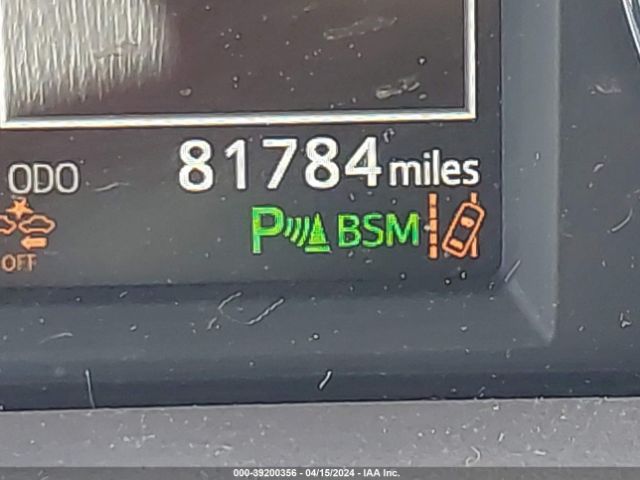 ODO 81784 miles
OFF P BSM
000-39200356 - 04/15/2024 - IAA Inc.